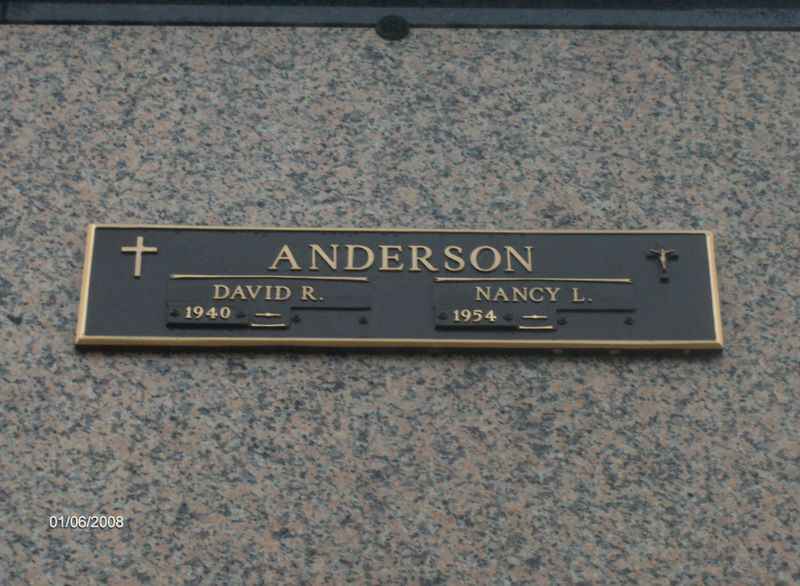 ANDERSON
DAVID R.
1940 –
NANCY L.
1954 –
01/06/2008